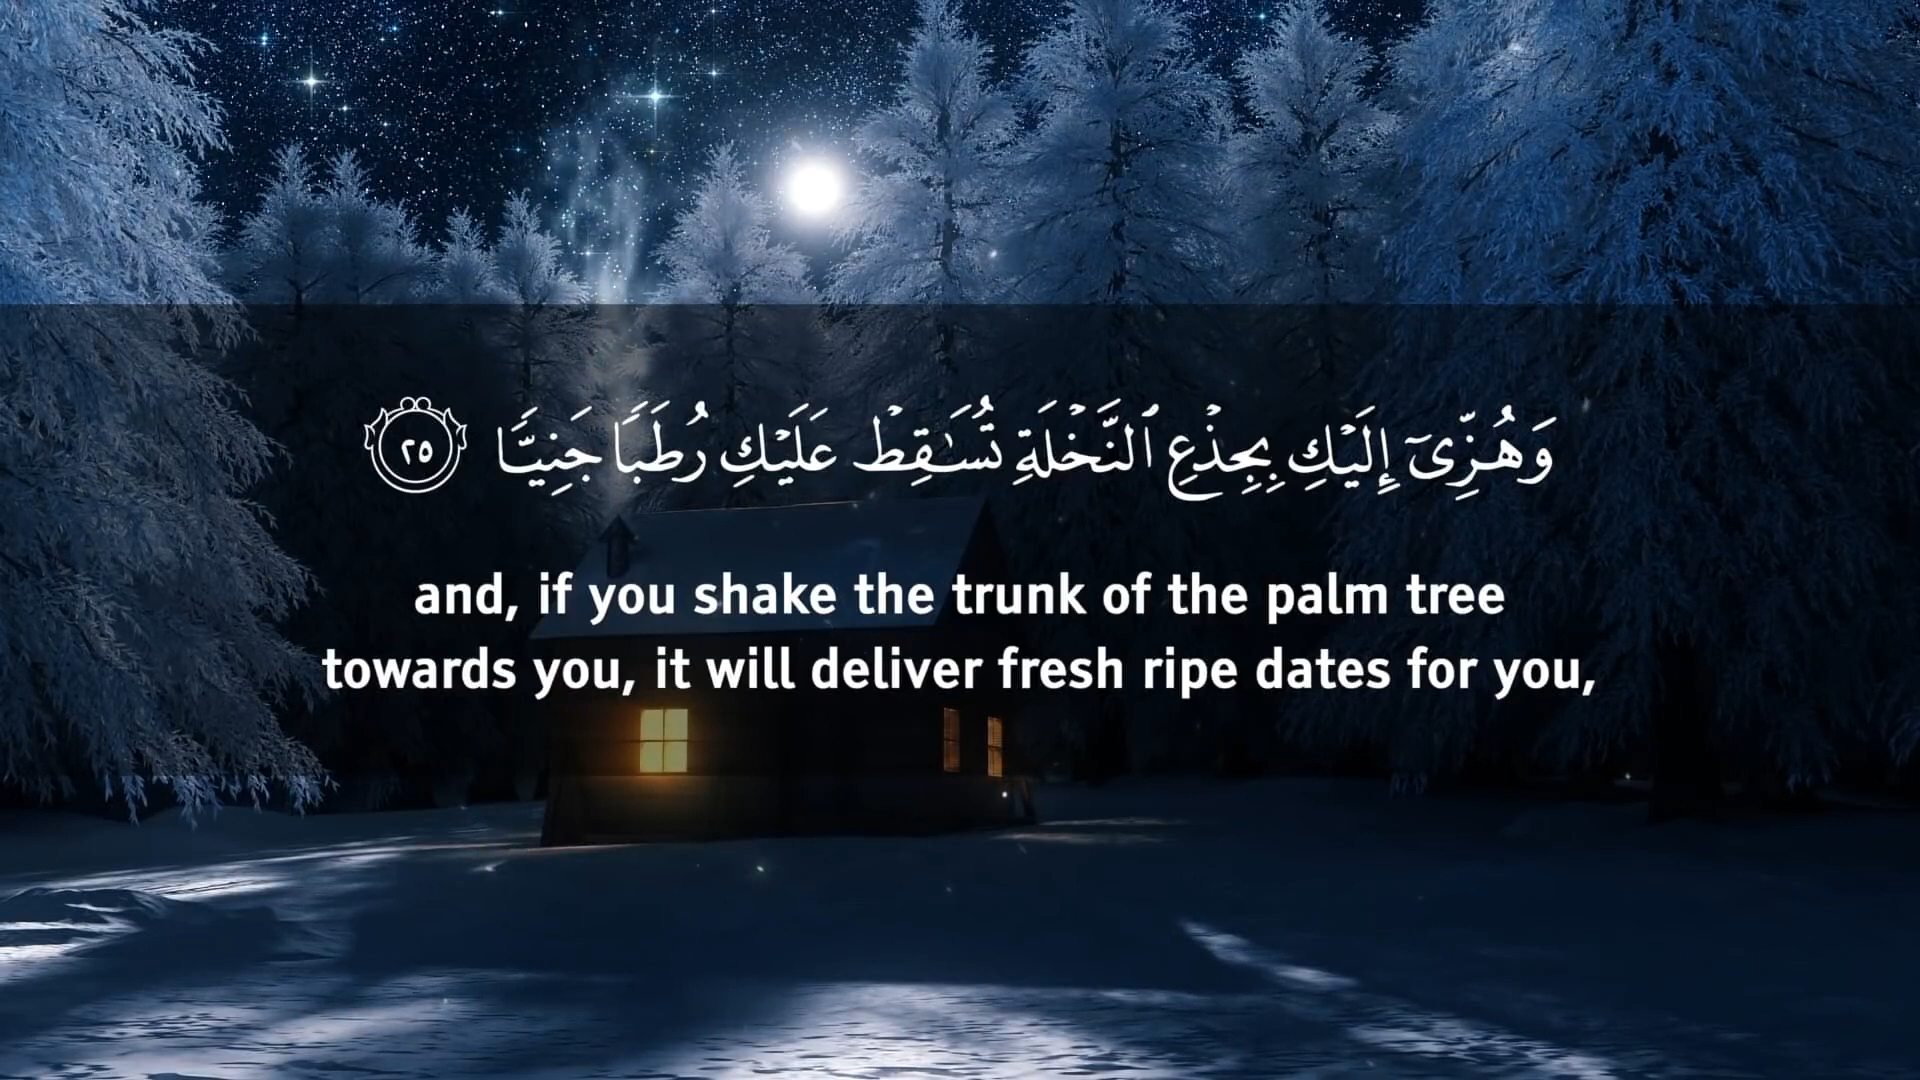 وَهُزِّىٓ إِلَيْكِ بِجِذْعِ ٱلنَّخْلَةِ تُسَٰقِطْ عَلَيْكِ رُطَبًا جَنِيًّا ٢٥
and, if you shake the trunk of the palm tree
towards you, it will deliver fresh ripe dates for you,